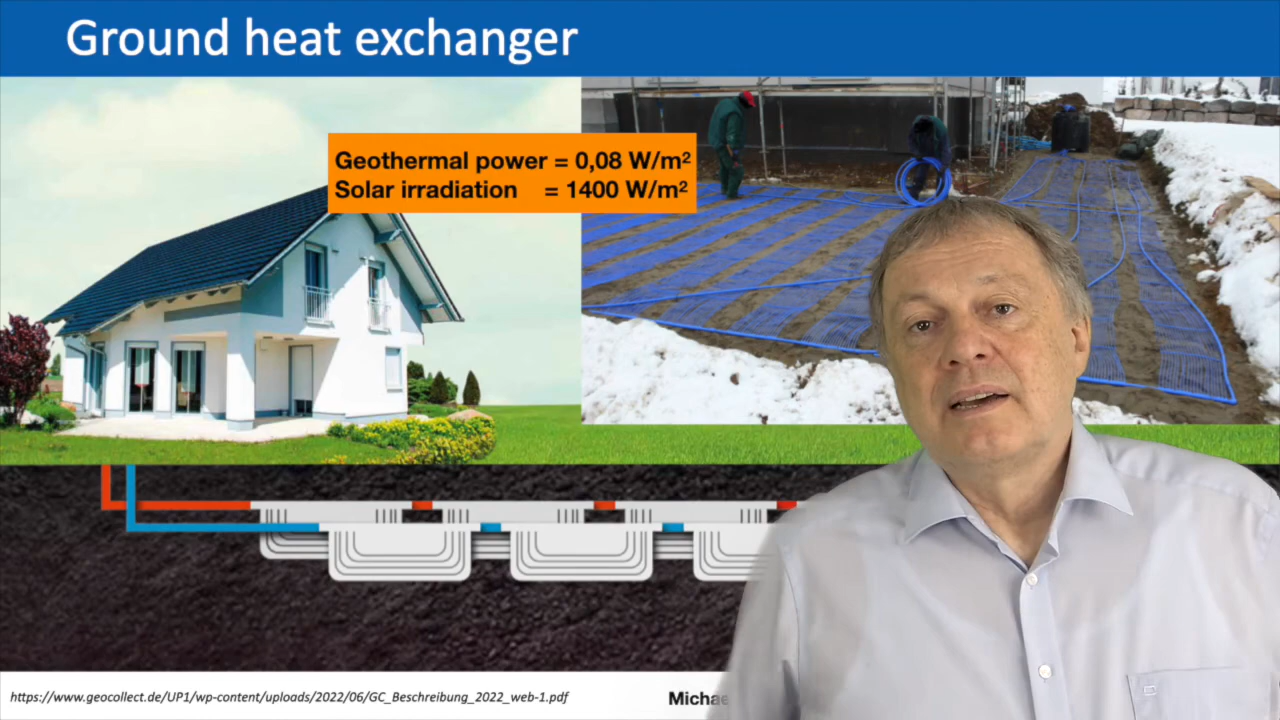 Ground heat exchanger
Geothermal power = 0,08 W/m²
Solar irradiation = 1400 W/m²
https://www.geocollect.de/UP1/wp-content/uploads/2022/06/GC_Beschreibung_2022_web-1.pdf